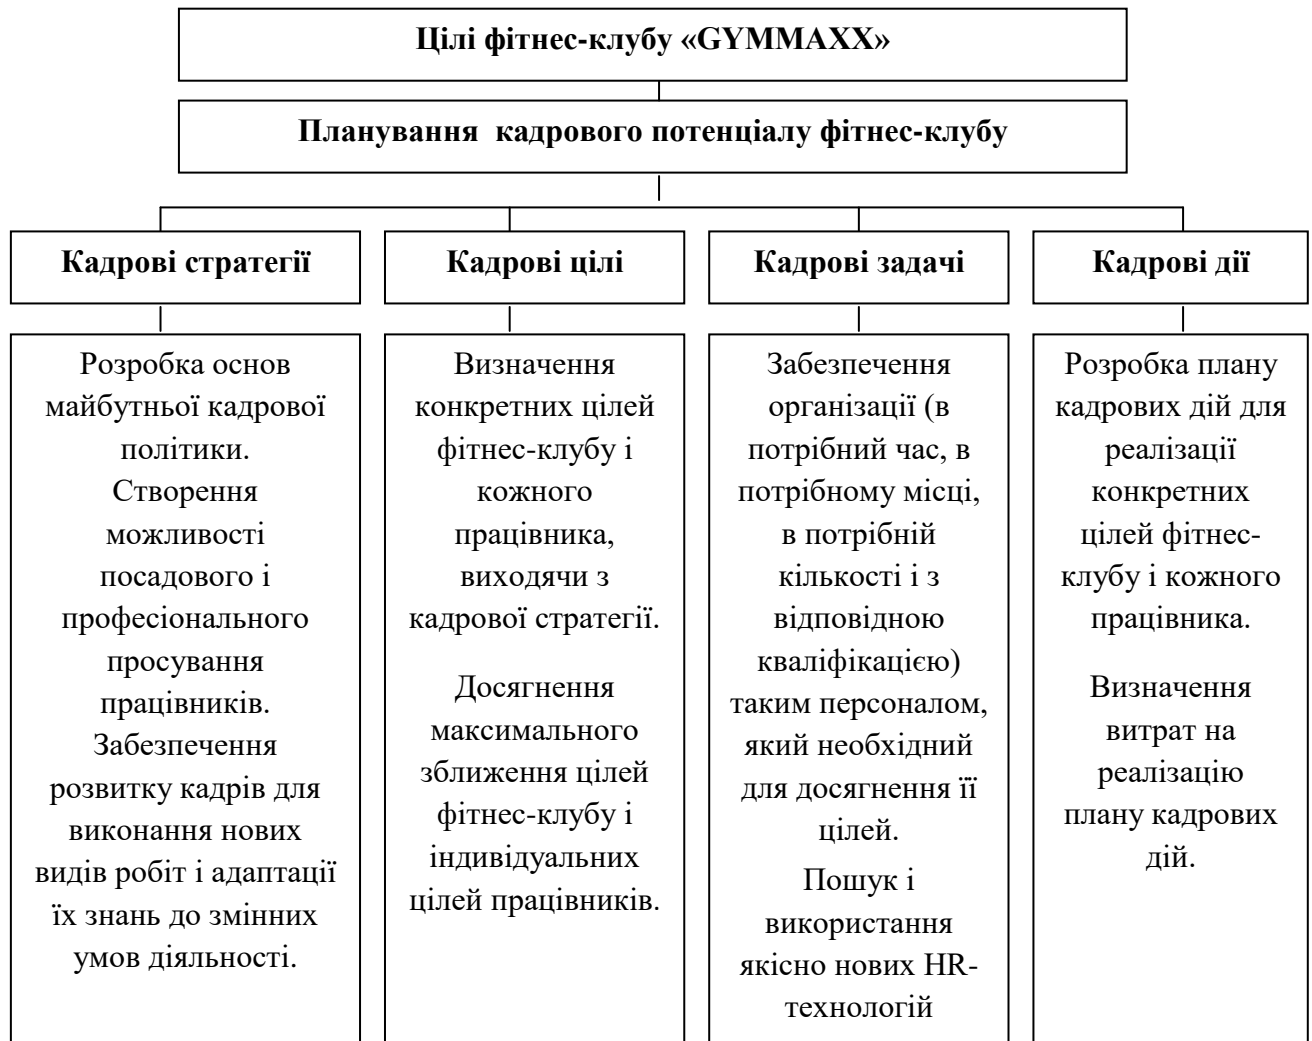 Цілі фітнес-клубу «GYMMAXX»
Планування кадрового потенціалу фітнес-клубу
Кадрові стратегії
Розробка основ
майбутньої кадрової
політики.
Створення
можливості
посадового і
професіонального
просування
працівників.
Забезпечення
розвитку кадрів для
виконання нових
видів робіт і адаптації
їх знань до змінних
умов діяльності.
Кадрові цілі
Визначення
конкретних цілей
фітнес-клубу і
кожного
працівника,
виходячи з
кадрової стратегії.
Досягнення
максимального
зближення цілей
фітнес-клубу і
індивідуальних
цілей працівників.
Кадрові задачі
Забезпечення
організації (в
потрібний час, в
потрібному місці,
в потрібній
кількості і з
відповідною
кваліфікацією)
таким персоналом,
який необхідний
для досягнення її
цілей.
Пошук і
використання
якісно нових HR-
технологій
Кадрові дії
Розробка плану
кадрових дій для
реалізації
конкретних
цілей фітнес-
клубу і кожного
працівника.
Визначення
витрат на
реалізацію
плану кадрових
дій.